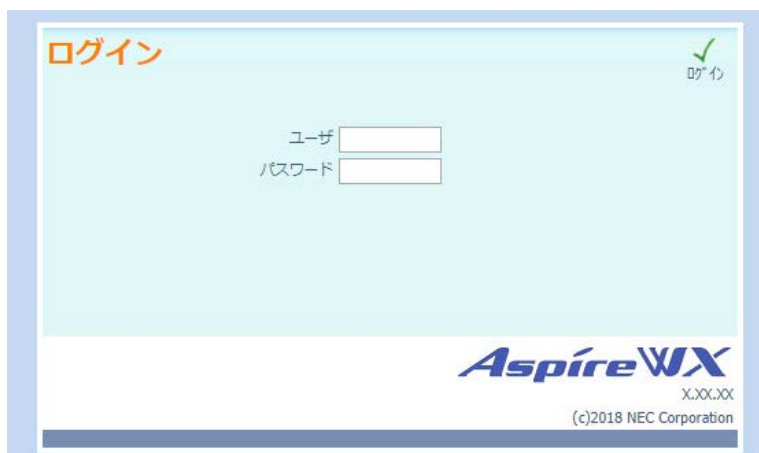 ログイン
ﾛｸﾞｲﾝ
ユーザ
パスワード
AspireWX
X.XX.XX
(c)2018 NEC Corporation